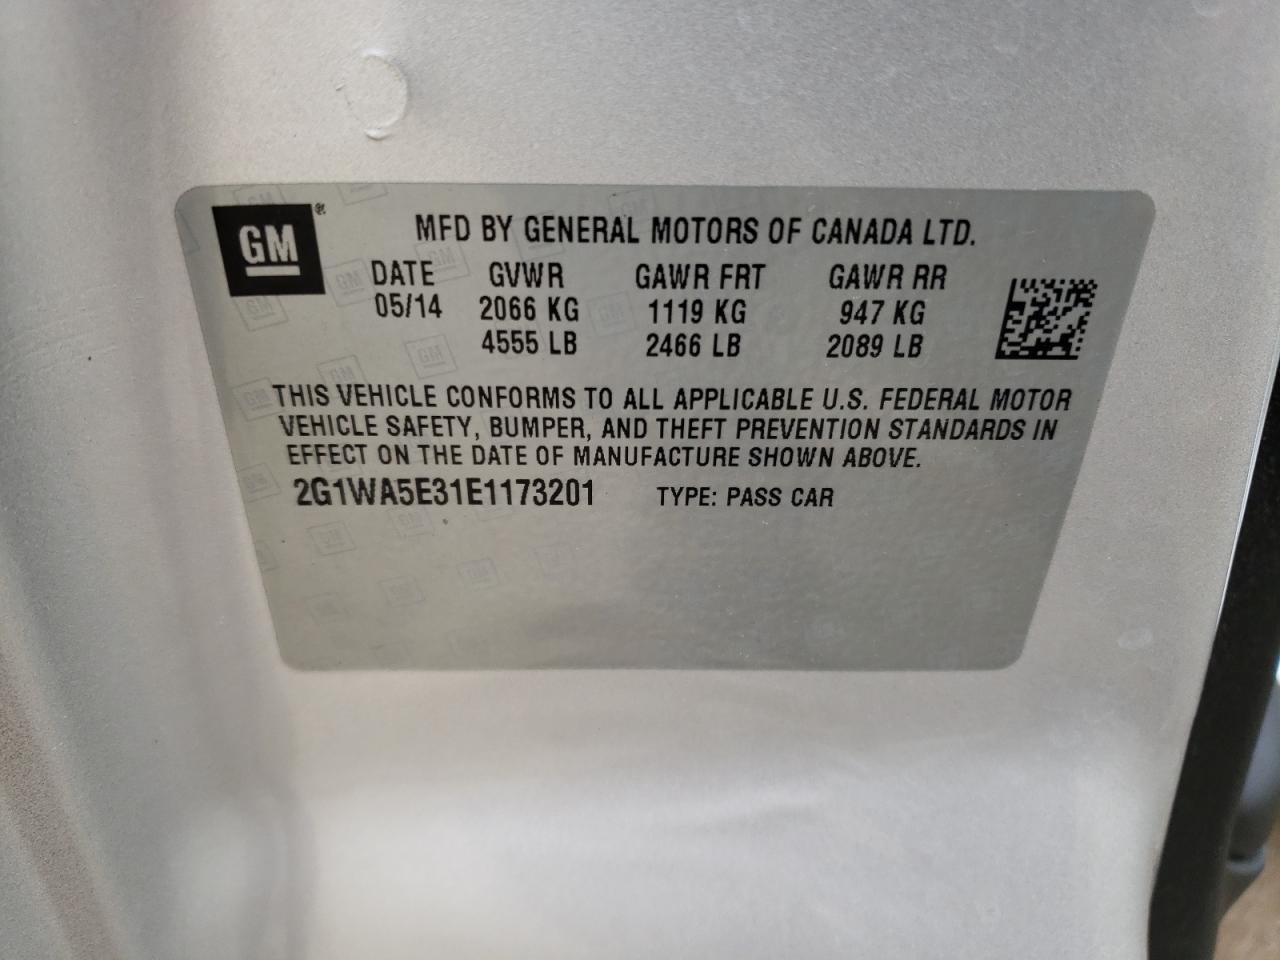 GM®
MFD BY GENERAL MOTORS OF CANADA LTD.
DATE GVWR GAWR FRT GAWR RR
05/14 2066 KG 1119 KG 947 KG
4555 LB 2466 LB 2089 LB
THIS VEHICLE CONFORMS TO ALL APPLICABLE U.S. FEDERAL MOTOR
VEHICLE SAFETY, BUMPER, AND THEFT PREVENTION STANDARDS IN
EFFECT ON THE DATE OF MANUFACTURE SHOWN ABOVE.
2G1WA5E31E1173201 TYPE: PASS CAR